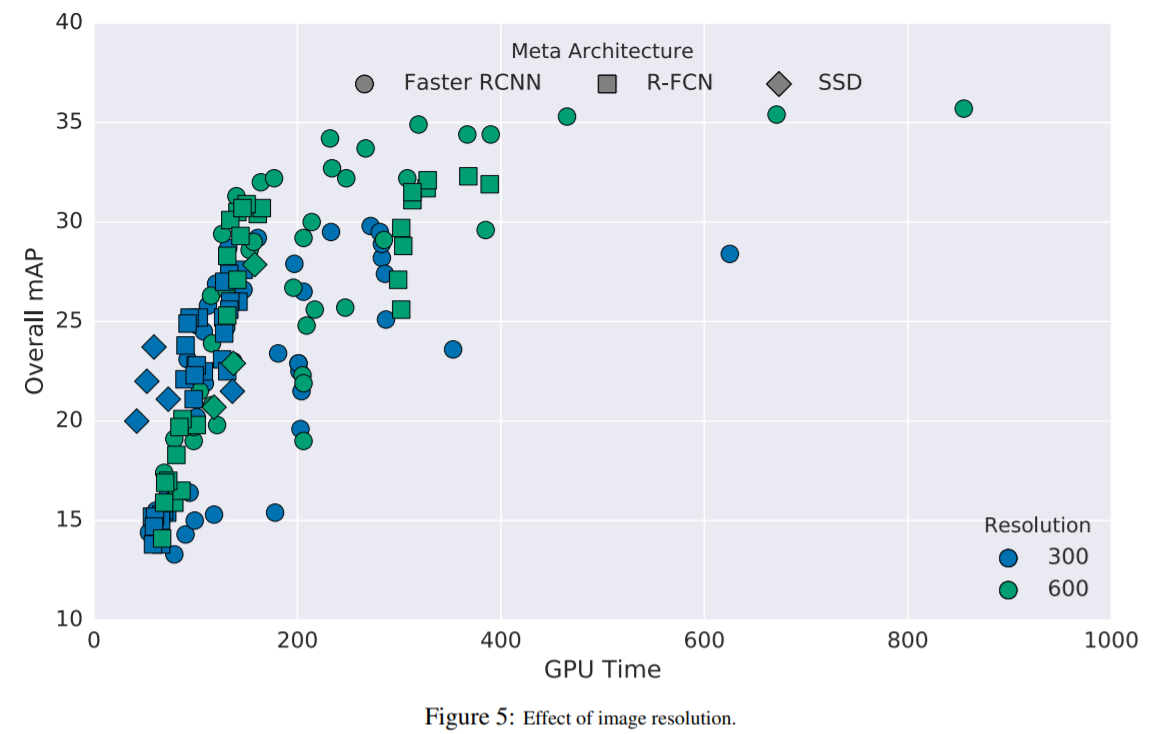 40
35
30
25
20
15
10
Overall mAP
Meta Architecture
Faster RCNN R-FCN SSD
Resolution
300
600
0 200 400 600 800 1000
GPU Time
Figure 5: Effect of image resolution.